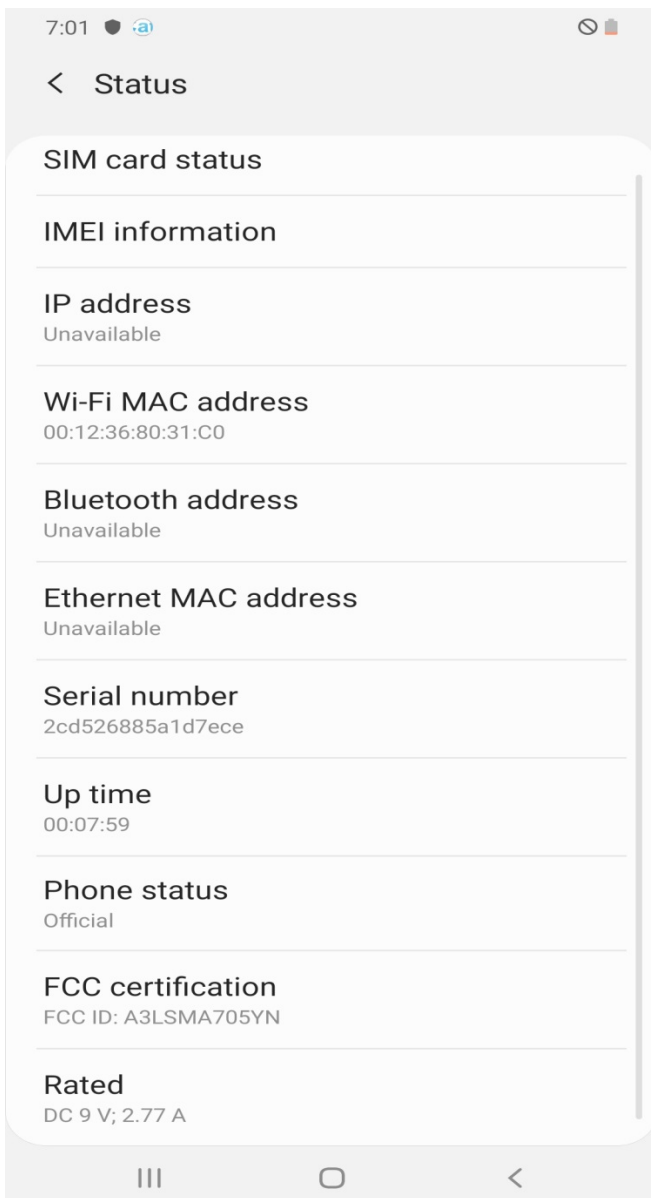 7:01
Status
SIM card status
IMEI information
IP address
Unavailable
Wi-Fi MAC address
00:12:36:80:31:C0
Bluetooth address
Unavailable
Ethernet MAC address
Unavailable
Serial number
2cd526885a1d7ece
Up time
00:07:59
Phone status
Official
FCC certification
FCC ID: A3LSMA705YN
Rated
DC 9 V; 2.77 A